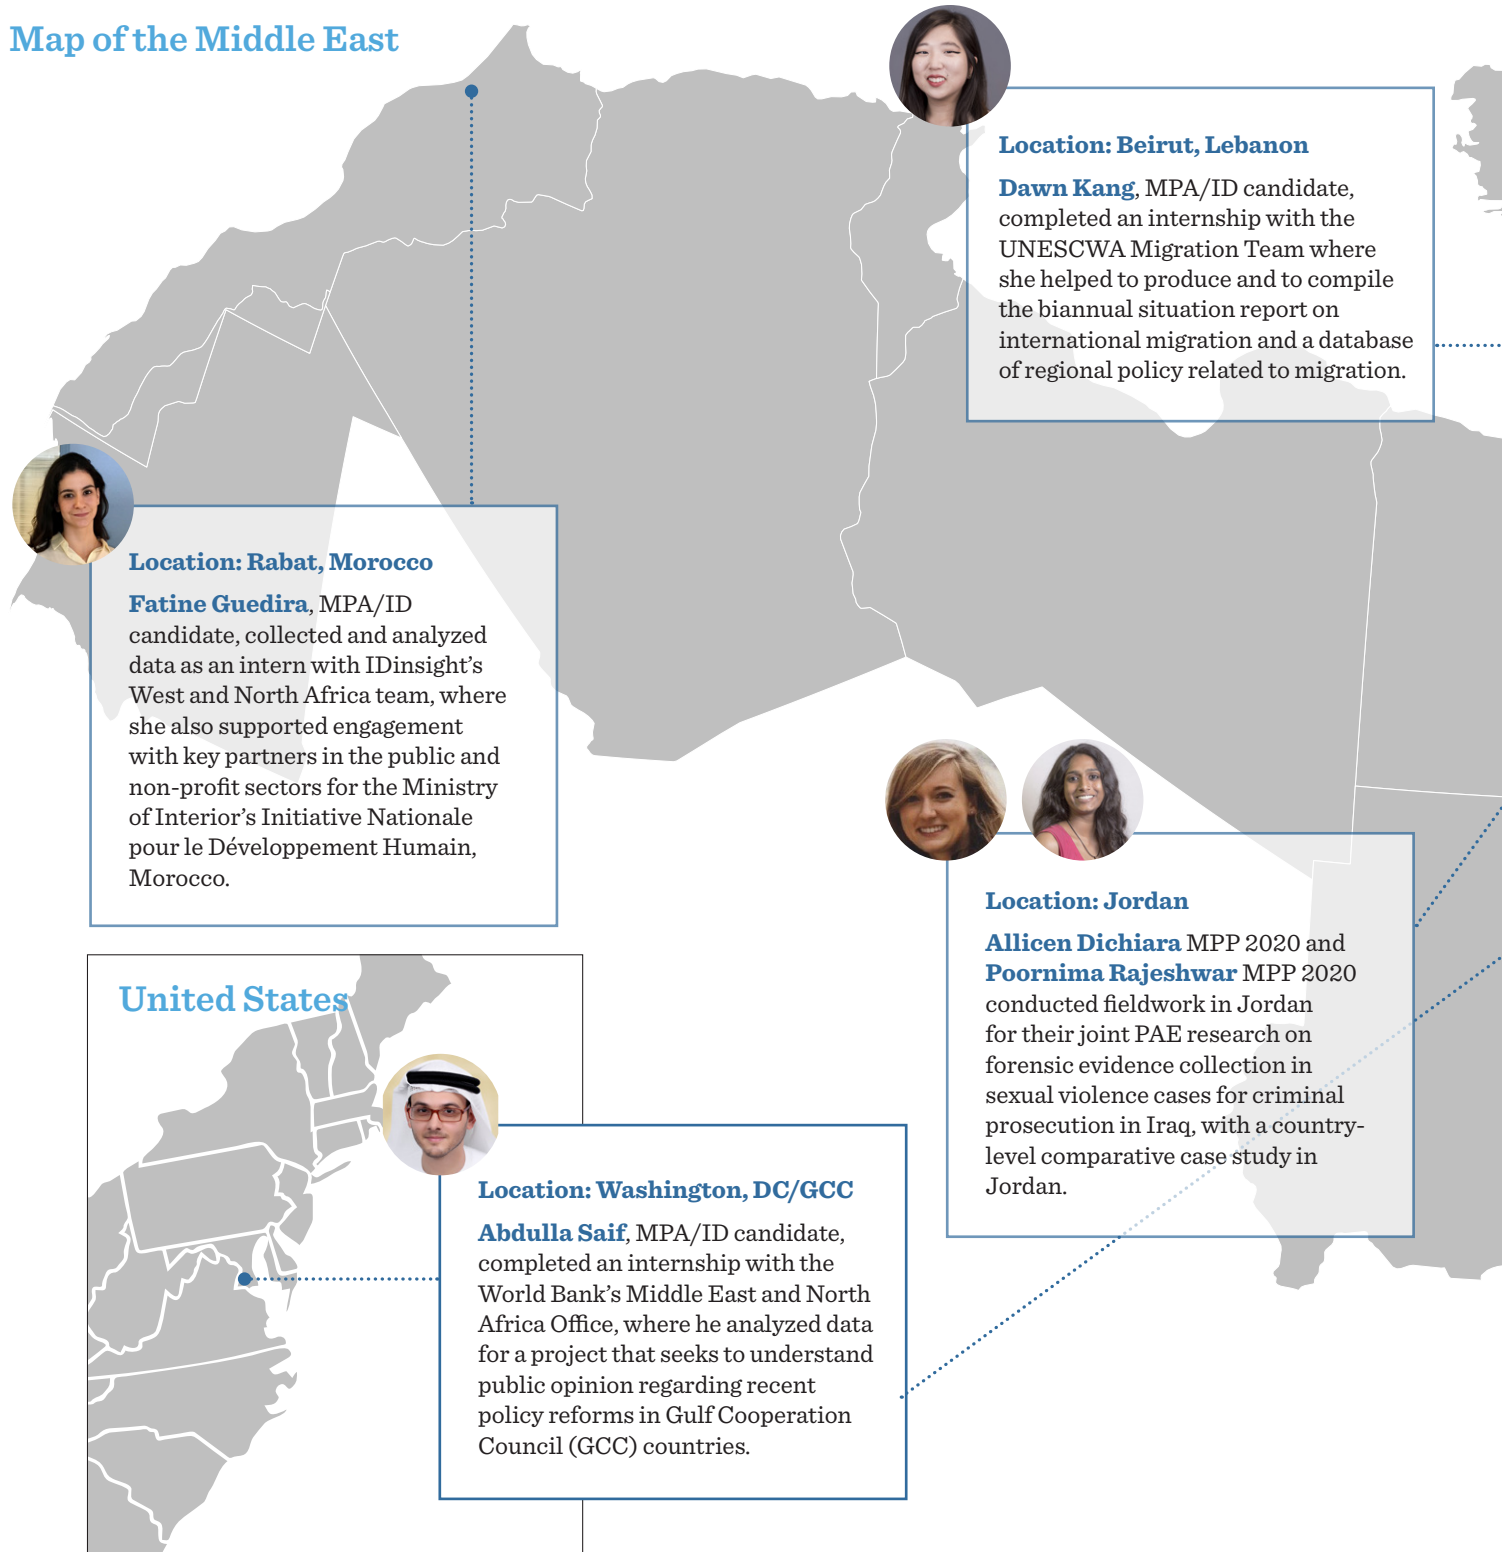 Map of the Middle East
Location: Beirut, Lebanon
Dawn Kang, MPA/ID candidate,
completed an internship with the
UNESCWA Migration Team where
she helped to produce and to compile
the biannual situation report on
international migration and a database
of regional policy related to migration.
Location: Rabat, Morocco
Fatine Guedira, MPA/ID
candidate, collected and analyzed
data as an intern with IDinsight’s
West and North Africa team, where
she also supported engagement
with key partners in the public and
non-profit sectors for the Ministry
of Interior’s Initiative Nationale
pour le Développement Humain,
Morocco.
Location: Jordan
Allicen Dichiara MPP 2020 and
Poornima Rajeshwar MPP 2020
conducted fieldwork in Jordan
for their joint PAE research on
forensic evidence collection in
sexual violence cases for criminal
prosecution in Iraq, with a country-
level comparative case study in
Jordan.
United States
Location: Washington, DC/GCC
Abdulla Saif, MPA/ID candidate,
completed an internship with the
World Bank’s Middle East and North
Africa Office, where he analyzed data
for a project that seeks to understand
public opinion regarding recent
policy reforms in Gulf Cooperation
Council (GCC) countries.